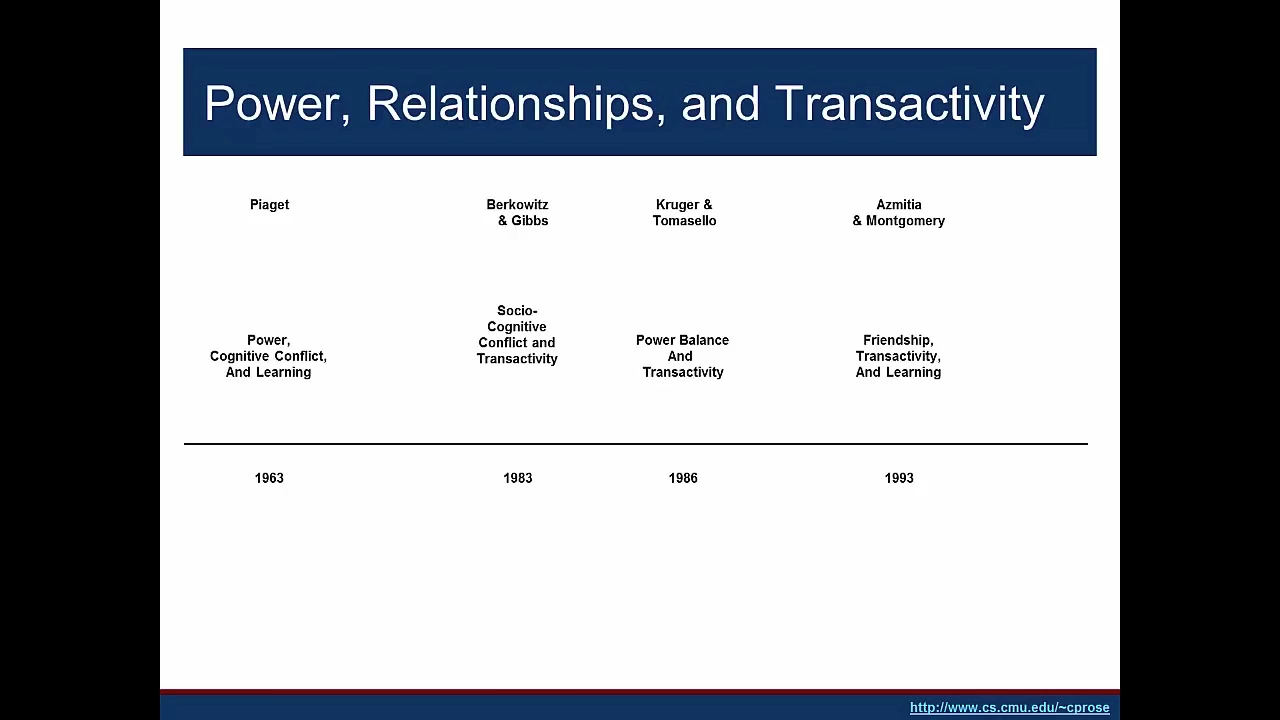 Power, Relationships, and Transactivity
Piaget
Berkowitz
& Gibbs
Kruger &
Tomasello
Azmitia
& Montgomery
Power,
Cognitive Conflict,
And Learning
Socio-
Cognitive
Conflict and
Transactivity
Power Balance
And
Transactivity
Friendship,
Transactivity,
And Learning
1963
1983
1986
1993
http://www.cs.cmu.edu/~cprose